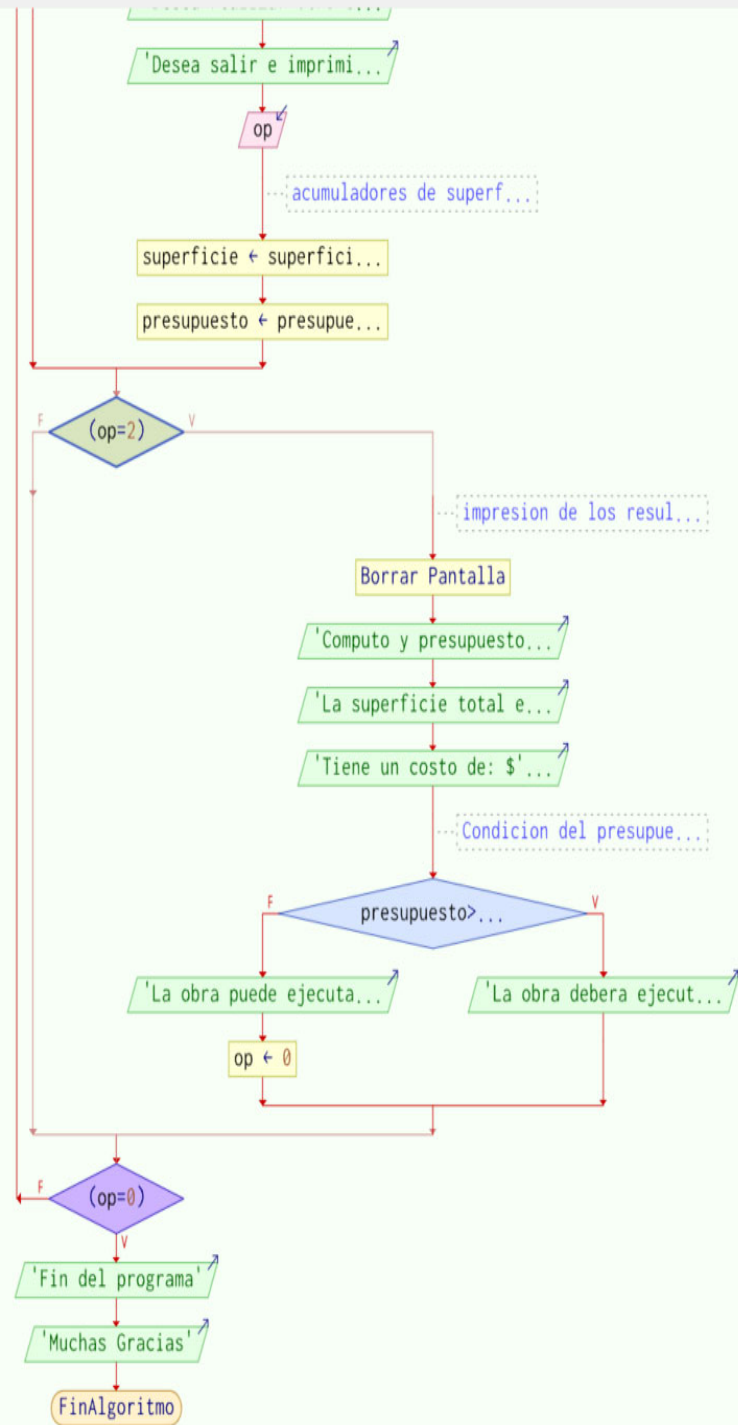 'Desea salir e imprimi...
op
acumuladores de superf...
superficie ← superfici...
presupuesto ← presupue...
F
(op=2)
V
impresion de los resul...
Borrar Pantalla
'Computo y presupuesto...
'La superficie total e...
'Tiene un costo de: $'...
Condicion del presupue...
F
presupuesto>...
V
'La obra puede ejecuta...
'La obra debera ejecut...
op ← 0
F
(op=0)
V
'Fin del programa'
'Muchas Gracias'
FinAlgoritmo